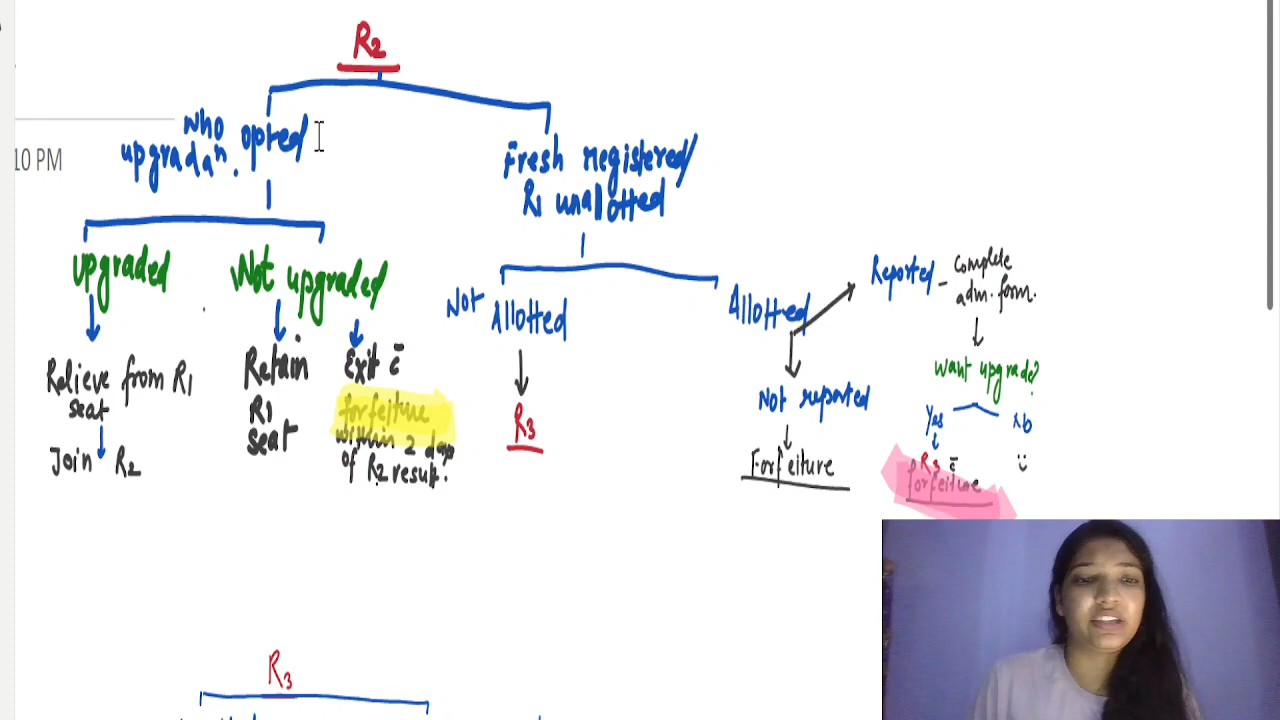 R2
10 PM
who
upgradaⁿ. opted
Fresh registered/
R1 unallotted
upgraded
Not upgraded
Not Allotted
Allotted
Reported - complete
adm. form.
Relieve from R1
seat
Join R2
Retain
R1
seat
Exit c̄
forfeiture
within 2 days
of R2 result.
R3
Not reported
Forfeiture
want upgrade?
Yes
No
R3 c̄
forfeiture
R3